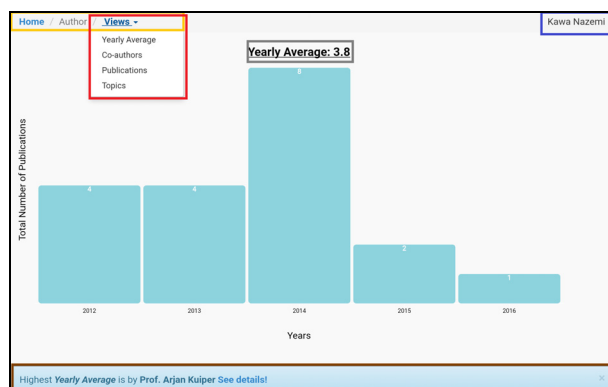 Home / Author / Views
Kawa Nazemi
Yearly Average
Co-authors
Publications
Topics
Yearly Average: 3.8
Total Number of Publications
4
4
8
2
1
2012
2013
2014
2015
2016
Years
Highest Yearly Average is by Prof. Arjan Kuiper See details! ×